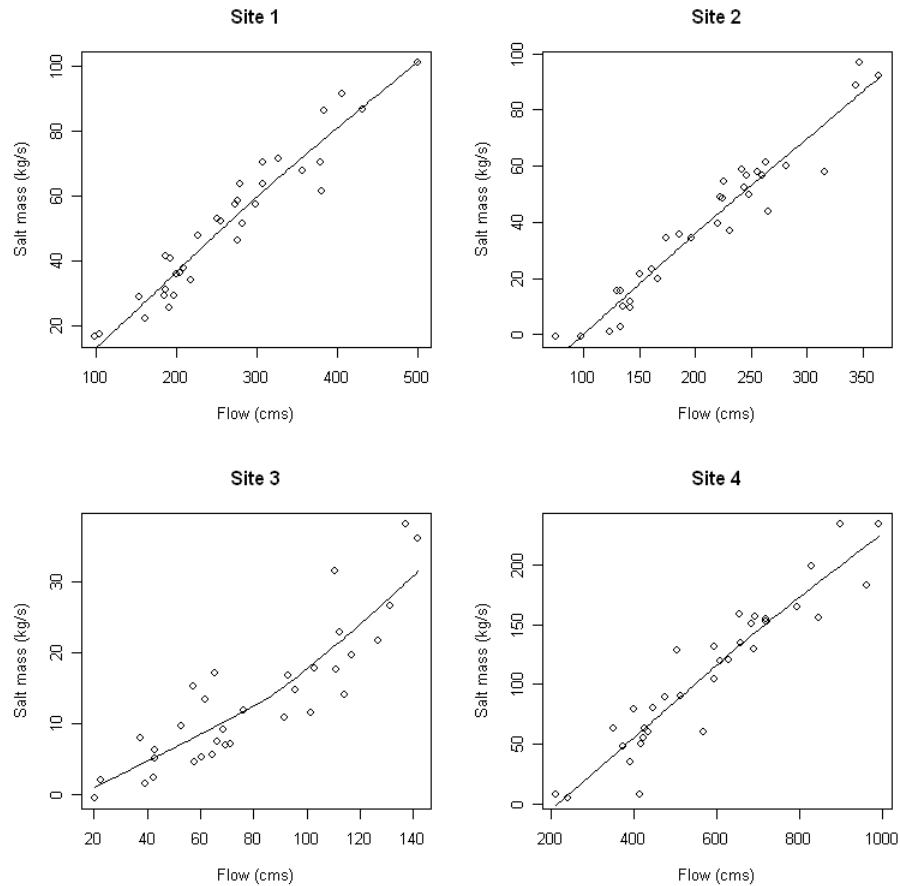 Site 1
Salt mass (kg/s)
20 40 60 80 100
100 200 300 400 500
Flow (cms)
Site 2
Salt mass (kg/s)
0 20 40 60 80 100
100 150 200 250 300 350
Flow (cms)
Site 3
Salt mass (kg/s)
0 10 20 30
20 40 60 80 100 120 140
Flow (cms)
Site 4
Salt mass (kg/s)
0 50 100 150 200
200 400 600 800 1000
Flow (cms)